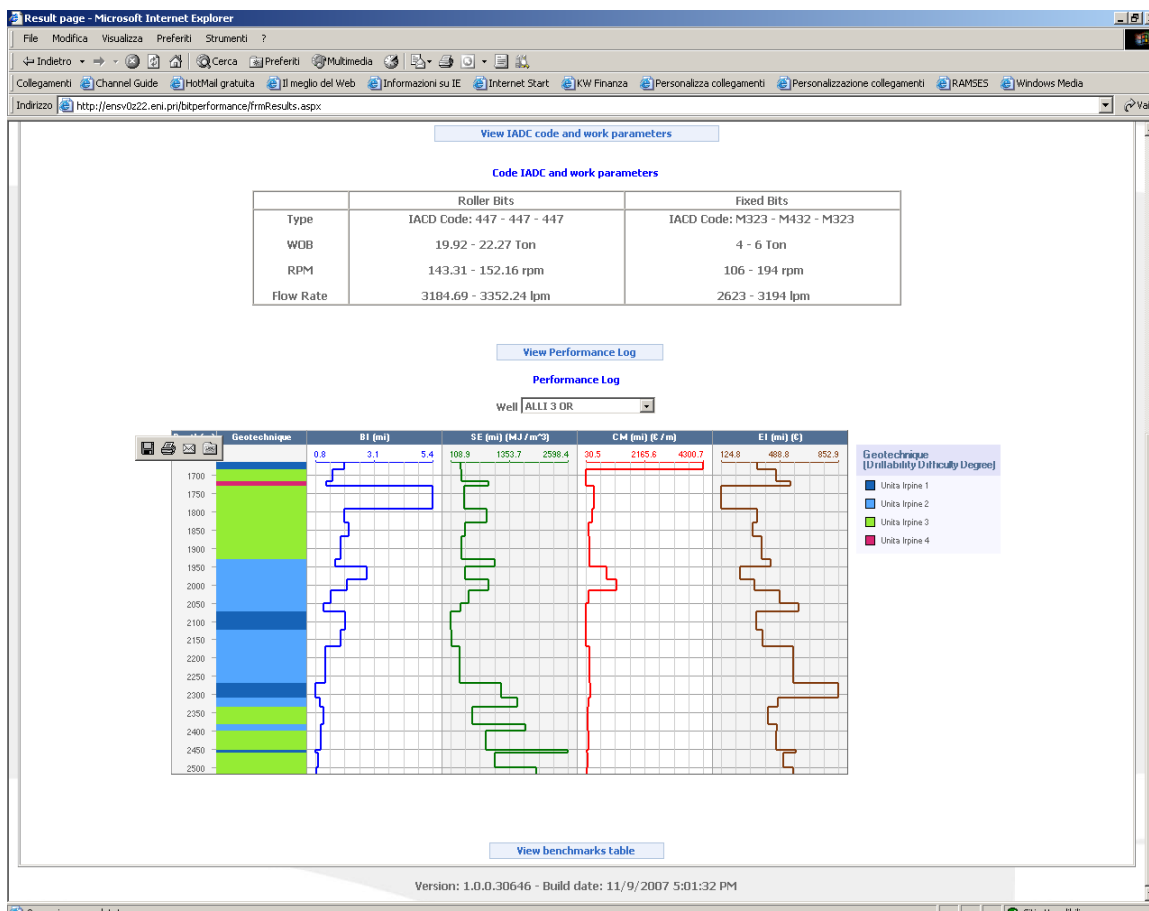 Result page - Microsoft Internet Explorer
File Modifica Visualizza Preferiti Strumenti ?
Indietro Cerca Preferiti Multimedia
Collegamenti Channel Guide HotMail gratuita Il meglio del Web Informazioni su IE Internet Start KW Finanza Personalizza collegamenti Personalizzazione collegamenti RAMSES Windows Media
Indirizzo http://ensv0z22.eni.pri/bitperformance/frmResults.aspx Vai
View IADC code and work parameters
Code IADC and work parameters
Roller Bits Fixed Bits
Type IACD Code: 447 - 447 - 447 IACD Code: M323 - M432 - M323
WOB 19.92 - 22.27 Ton 4 - 6 Ton
RPM 143.31 - 152.16 rpm 106 - 194 rpm
Flow Rate 3184.69 - 3352.24 lpm 2623 - 3194 lpm
View Performance Log
Performance Log
Well ALLI 3 OR
Geotechnique BI (mi) SE (mi) (MJ/m^3) CM (mi) (€/m) EI (mi) (€)
0.8 3.1 5.4 108.9 1353.7 2598.4 30.5 2165.6 4300.7 124.8 488.8 852.9
Geotechnique
(Drillability Difficulty Degree)
Unita Irpine 1
Unita Irpine 2
Unita Irpine 3
Unita Irpine 4
1700
1750
1800
1850
1900
1950
2000
2050
2100
2150
2200
2250
2300
2350
2400
2450
2500
View benchmarks table
Version: 1.0.0.30646 - Build date: 11/9/2007 5:01:32 PM